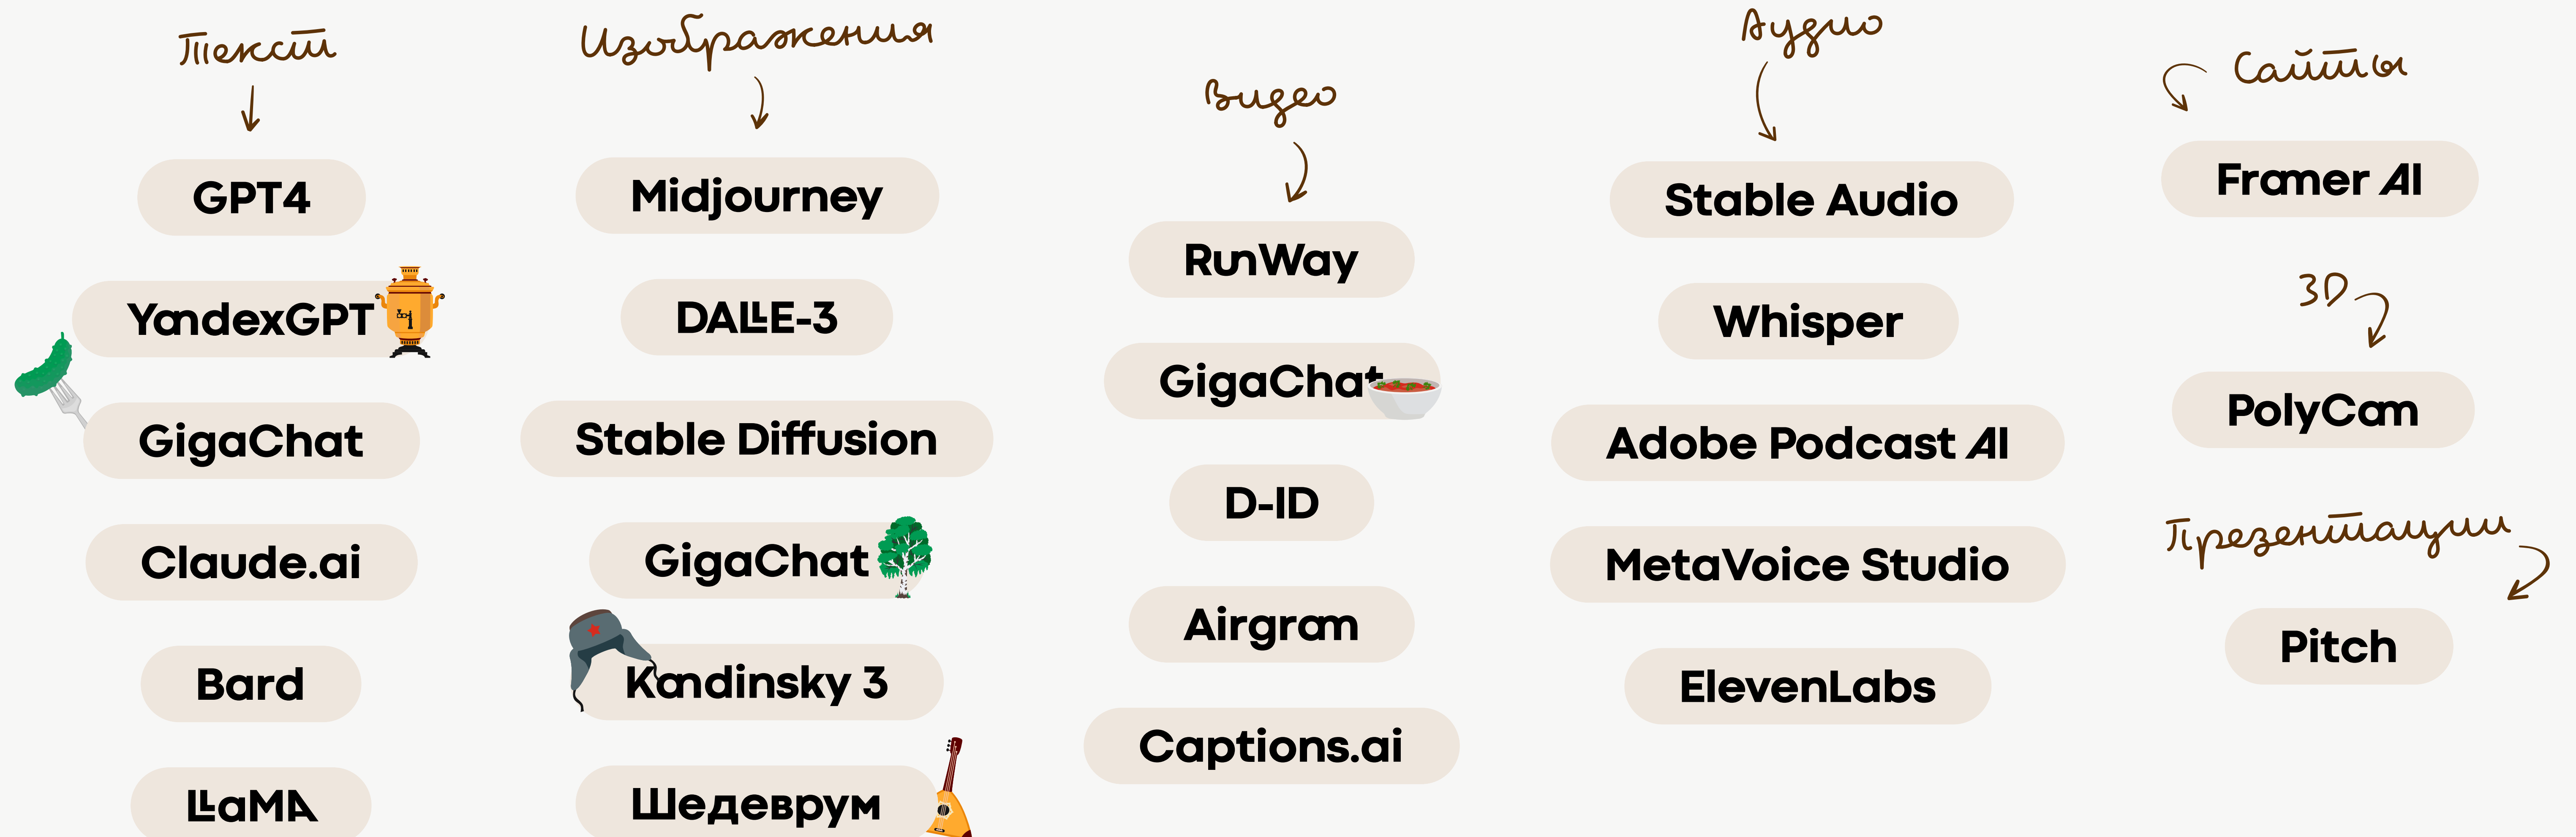 Текст
GPT4
YandexGPT
GigaChat
Claude.ai
Bard
LLaMA
Изображения
Midjourney
DALLE-3
Stable Diffusion
GigaChat
Kandinsky 3
Шедеврум
Видео
RunWay
GigaChat
D-ID
Airgram
Captions.ai
Аудио
Stable Audio
Whisper
Adobe Podcast AI
MetaVoice Studio
ElevenLabs
Сайты
Framer AI
3D
PolyCam
Презентации
Pitch